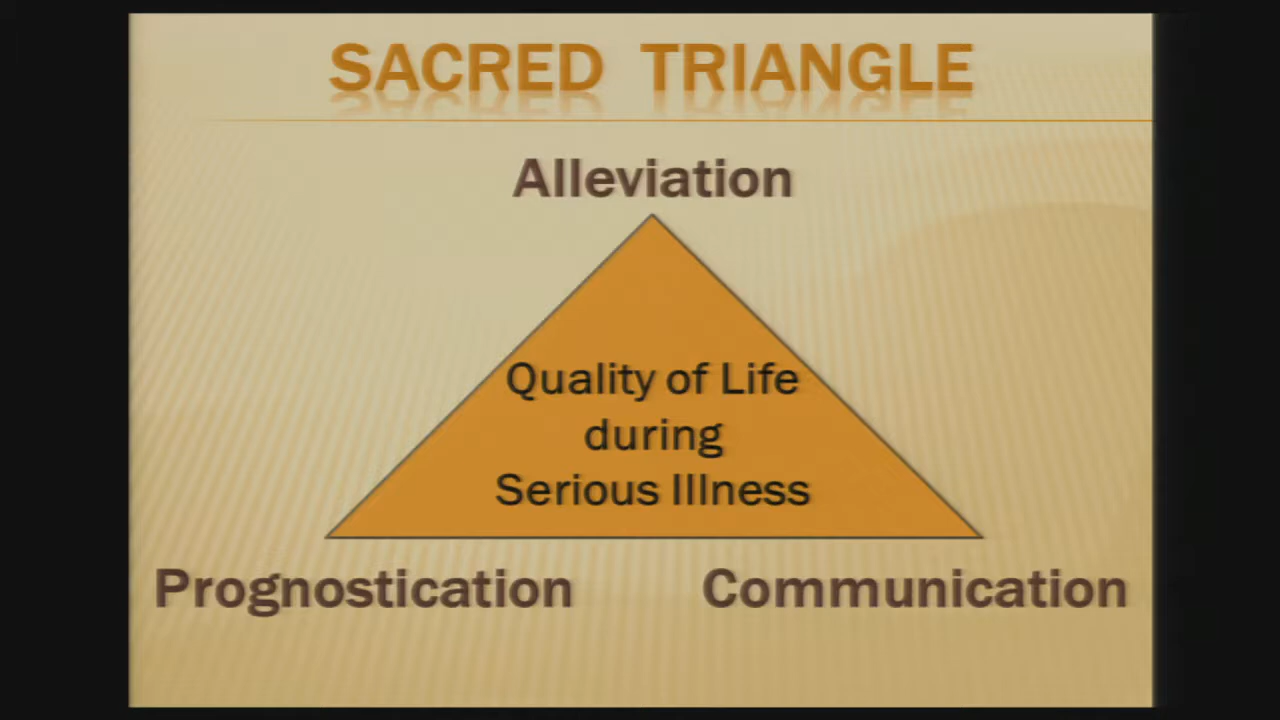 SACRED TRIANGLE
Alleviation
Quality of Life
during
Serious Illness
Prognostication
Communication